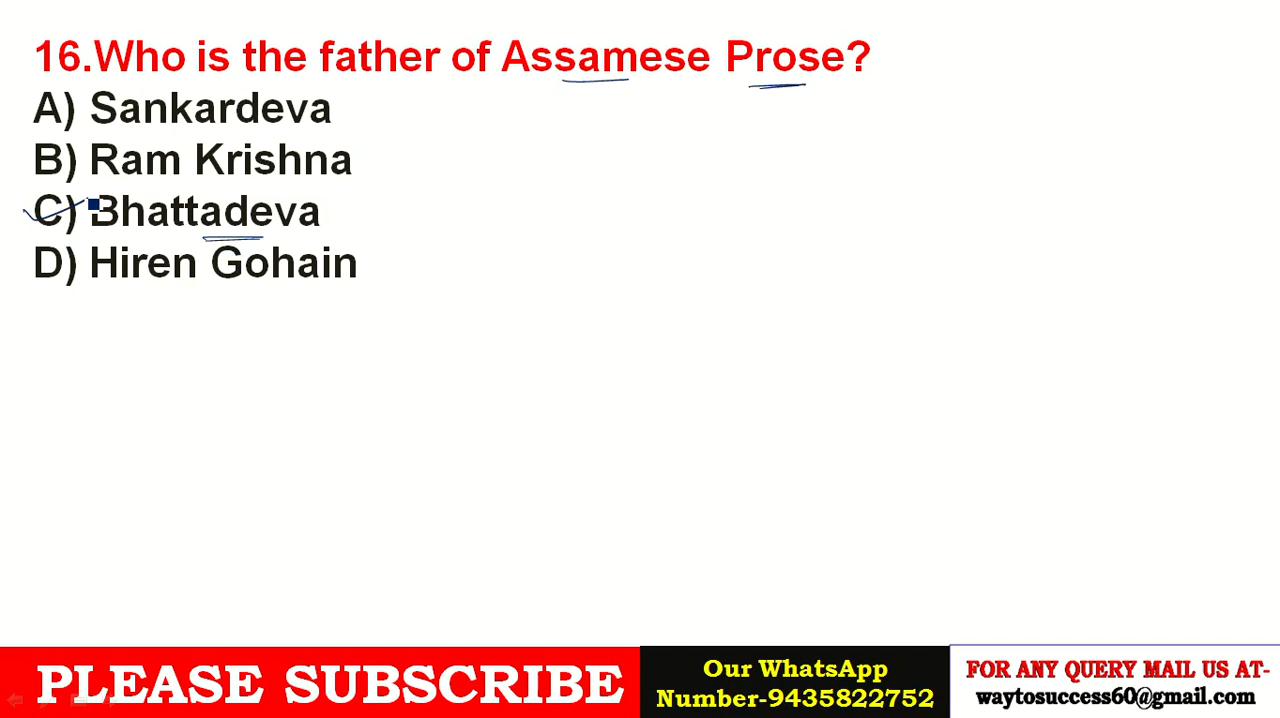 16.Who is the father of Assamese Prose?
A) Sankardeva
B) Ram Krishna
C) Bhattadeva
D) Hiren Gohain
PLEASE SUBSCRIBE
Our WhatsApp
Number-9435822752
FOR ANY QUERY MAIL US AT-
waytosuccess60@gmail.com